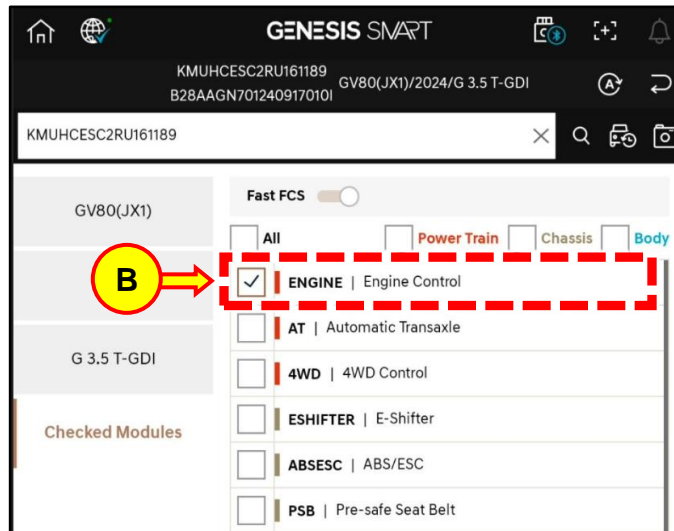 GENESIS SMART
KMUHCESC2RU161189
B28AAGN701240917010I
GV80(JX1)/2024/G 3.5 T-GDI
KMUHCESC2RU161189
GV80(JX1)
Fast FCS
All Power Train Chassis Body
B
ENGINE | Engine Control
AT | Automatic Transaxle
G 3.5 T-GDI
4WD | 4WD Control
ESHIFTER | E-Shifter
Checked Modules
ABSESC | ABS/ESC
PSB | Pre-safe Seat Belt